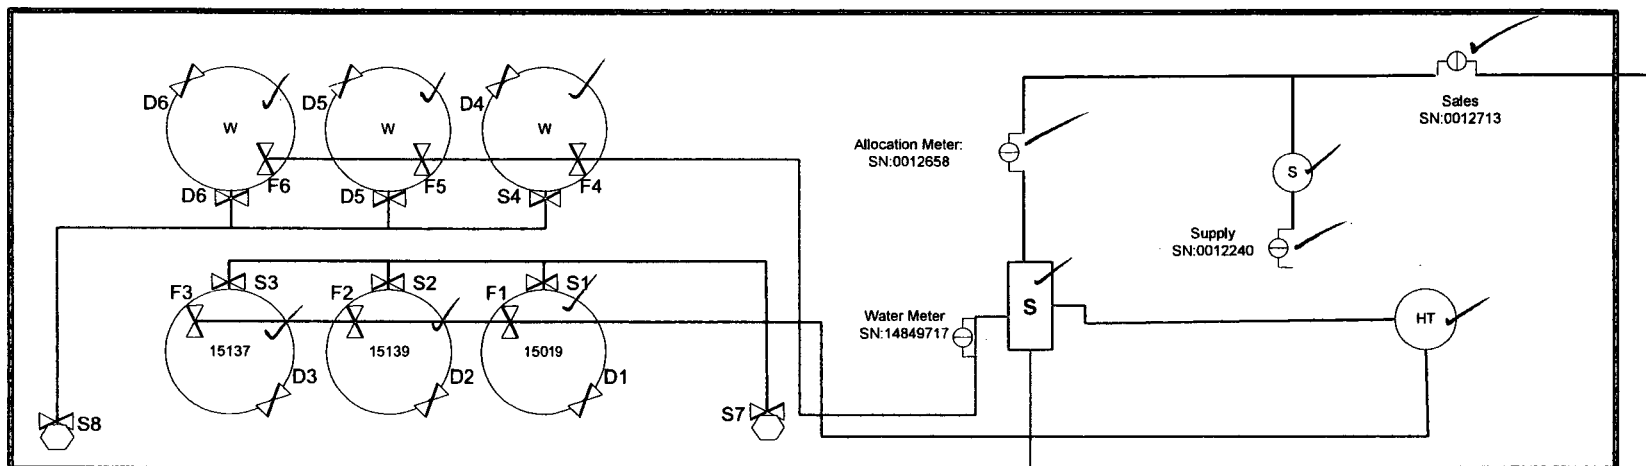 Sales
SN:0012713
D6
D5
D4
W
W
W
Allocation Meter:
SN:0012658
F6
F5
F4
S
D6
D5
S4
Supply
SN:0012240
S3
S2
S1
F3
F2
F1
S
Water Meter
SN:14849717
HT
15137
15139
15019
D3
D2
D1
S8
S7